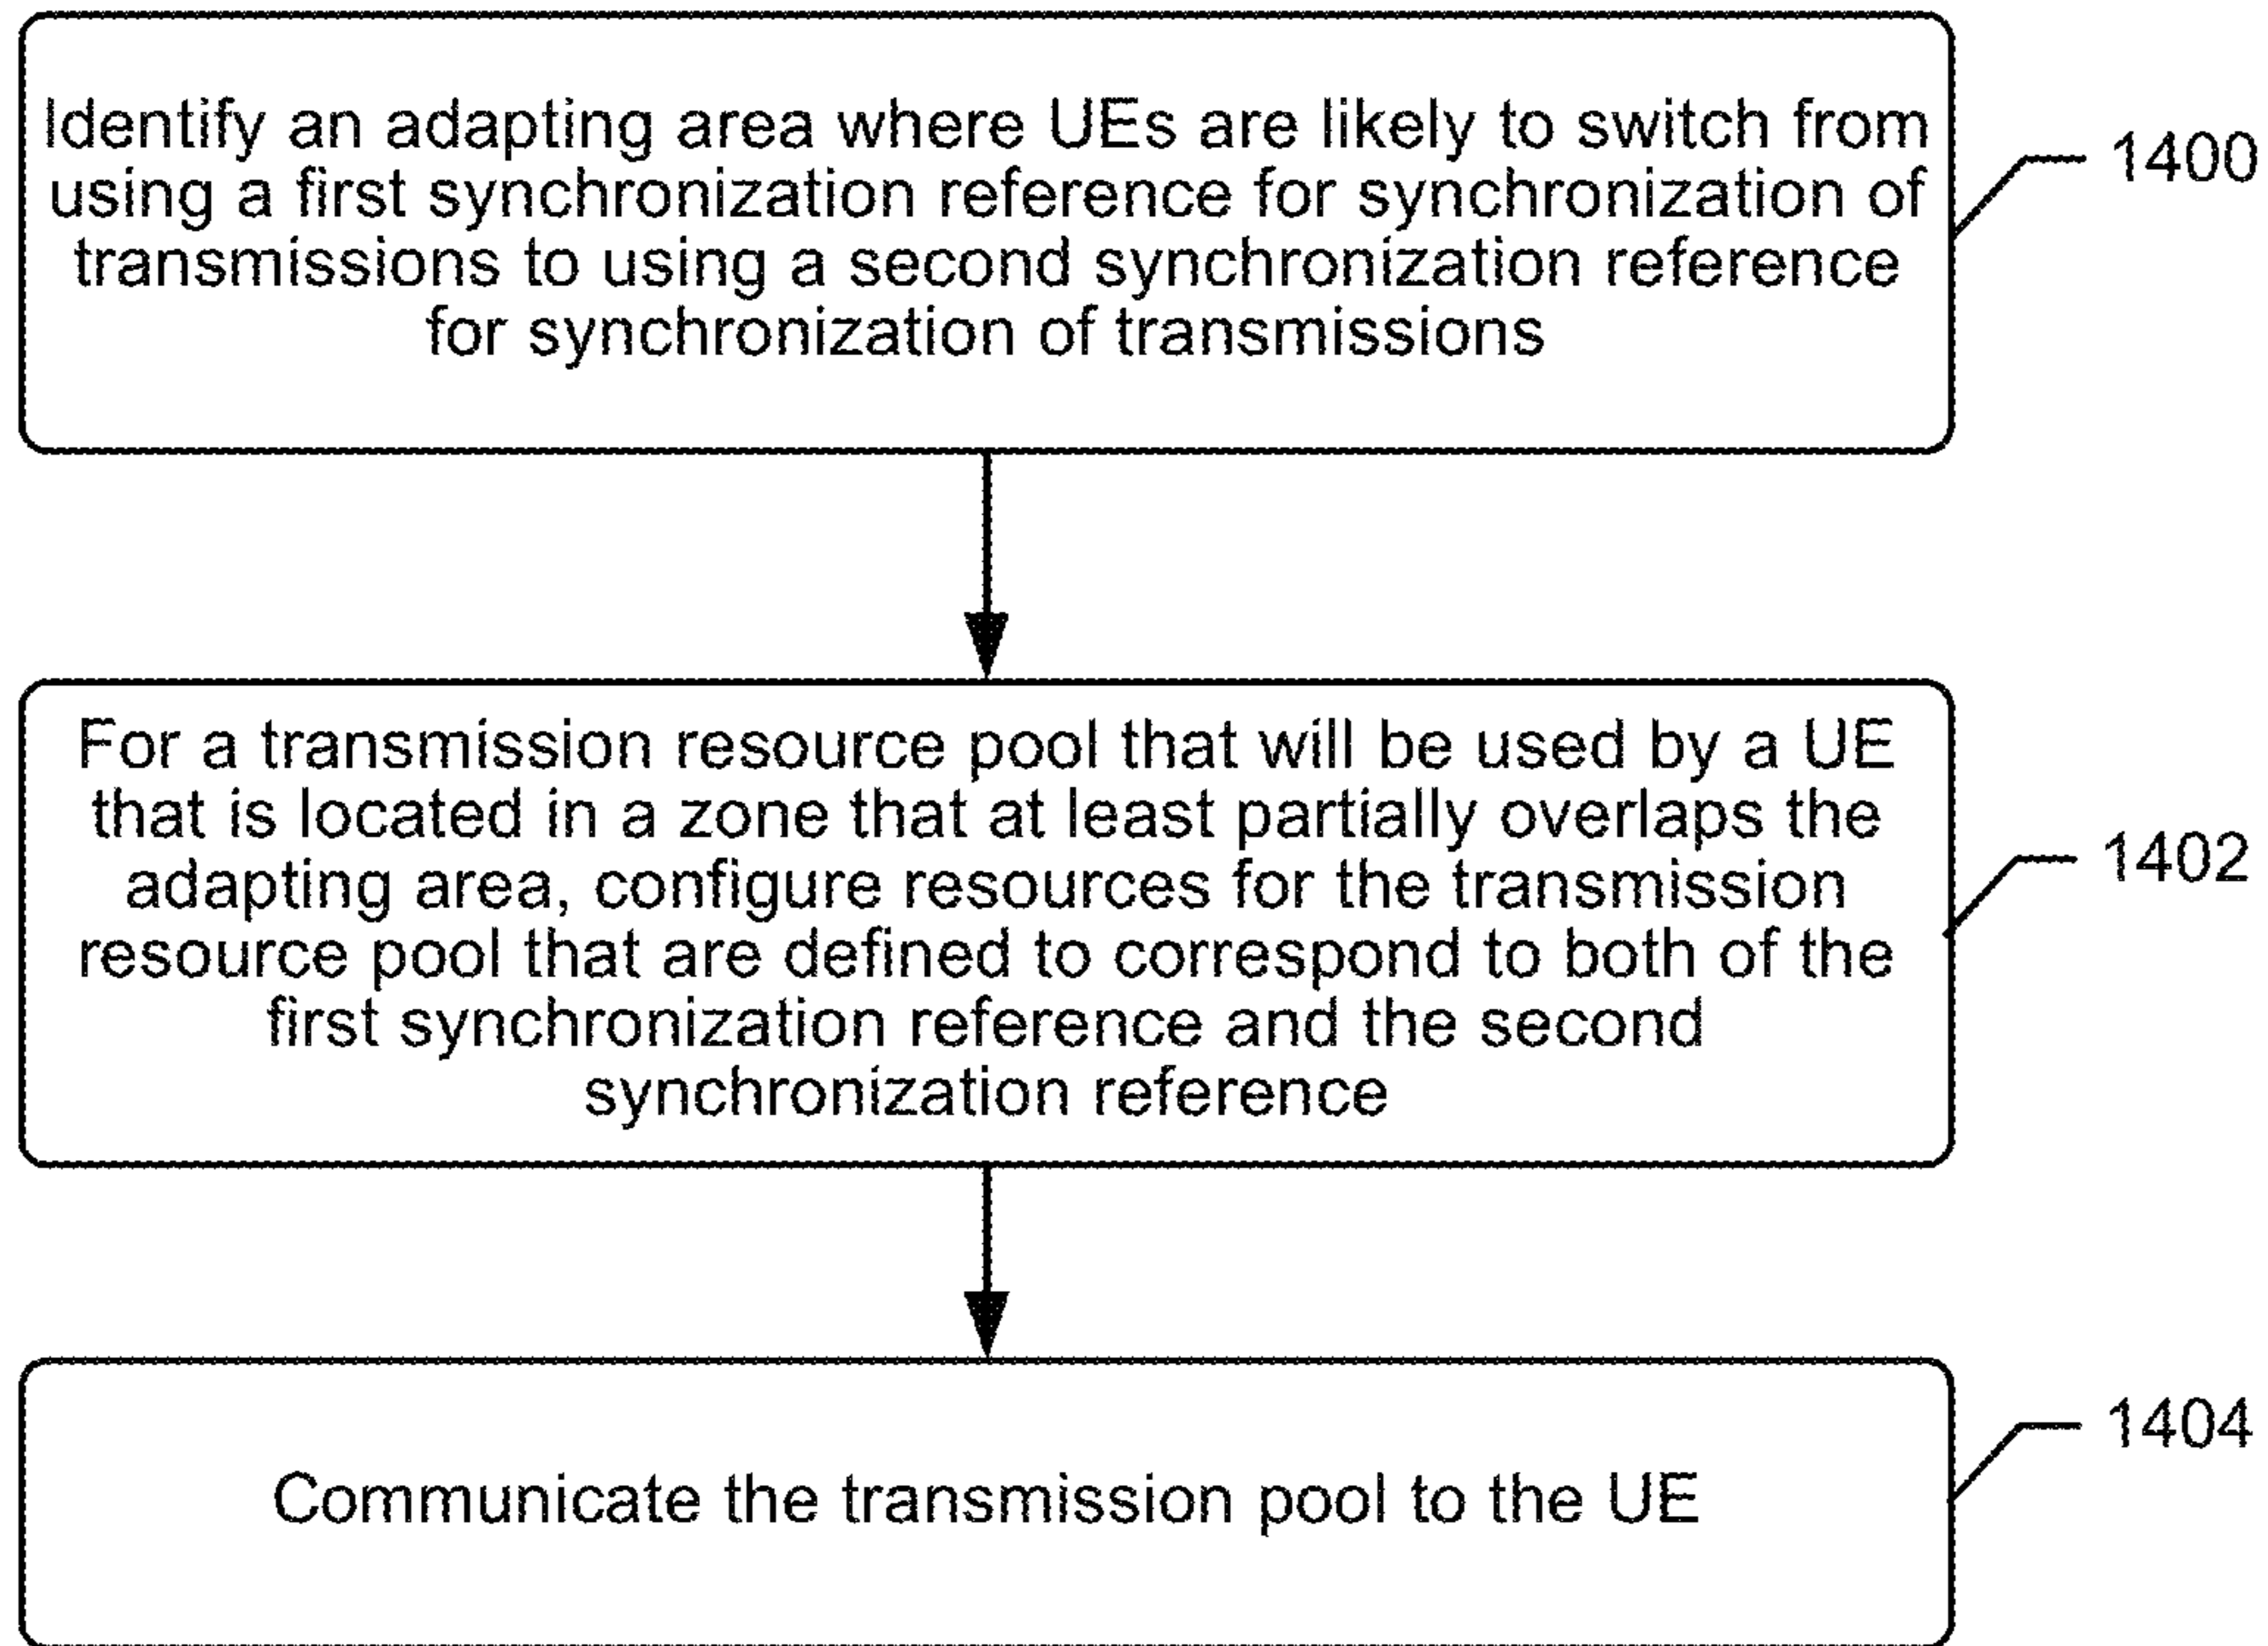 Identify an adapting area where UEs are likely to switch from
using a first synchronization reference for synchronization of
transmissions to using a second synchronization reference
for synchronization of transmissions
1400
For a transmission resource pool that will be used by a UE
that is located in a zone that at least partially overlaps the
adapting area, configure resources for the transmission
resource pool that are defined to correspond to both of the
first synchronization reference and the second
synchronization reference
1402
Communicate the transmission pool to the UE
1404